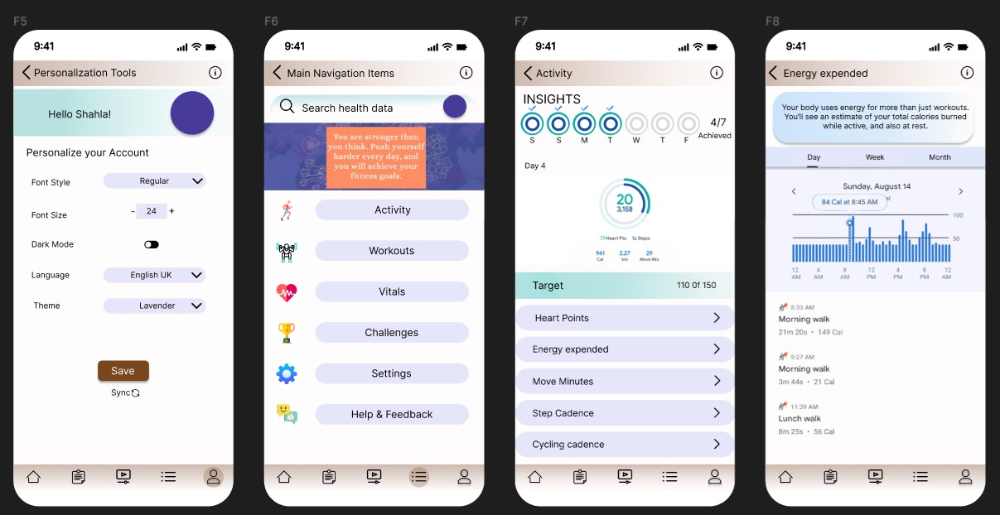 F5
9:41
Personalization Tools
Hello Shahla!
Personalize your Account
Font Style
Regular
Font Size
- 24 +
Dark Mode
Language
English UK
Theme
Lavender
Save
Sync
F6
9:41
Main Navigation Items
Search health data
You are stronger than
you think. Push yourself
harder every day, and
you will achieve your
fitness goals.
Activity
Workouts
Vitals
Challenges
Settings
Help & Feedback
F7
9:41
Activity
INSIGHTS
4/7
Achieved
S S M T W T F
Day 4
20
3,158
Heart Pts Steps
941 2.27 29
Cal km Move Min
Target 110 0f 150
Heart Points
Energy expended
Move Minutes
Step Cadence
Cycling cadence
F8
9:41
Energy expended
Your body uses energy for more than just workouts.
You'll see an estimate of your total calories burned
while active, and also at rest.
Day Week Month
Sunday, August 14
84 Cal at 8:45 AM
100
50
12 4 8 12 4 8 12
AM AM AM PM PM PM AM
8:33 AM
Morning walk
21m 20s • 149 Cal
9:27 AM
Morning walk
3m 44s • 21 Cal
11:39 AM
Lunch walk
8m 25s • 56 Cal